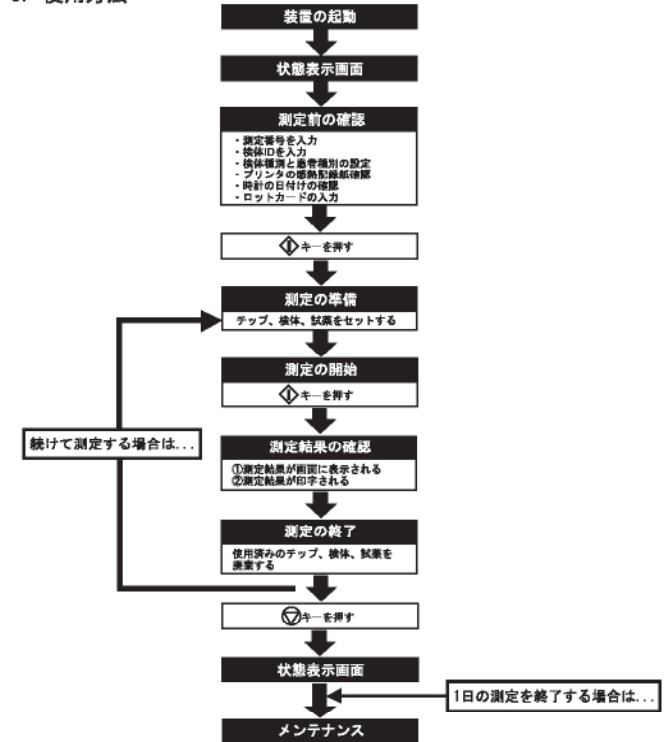 使用方法
装置の起動
状態表示画面
測定前の確認
・測定番号を入力
・検体IDを入力
・検体種別と患者種別の設定
・プリンタの感熱記録紙確認
・時計の日付けの確認
・ロットカードの入力
キーを押す
測定の準備
チップ、検体、試薬をセットする
測定の開始
キーを押す
続けて測定する場合は...
測定結果の確認
①測定結果が画面に表示される
②測定結果が印字される
測定の終了
使用済みのチップ、検体、試薬を
廃棄する
キーを押す
状態表示画面
1日の測定を終了する場合は...
メンテナンス